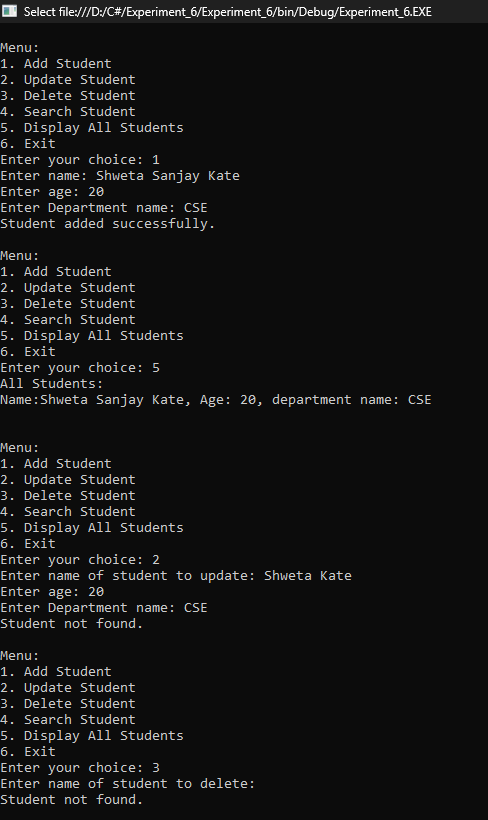 Select file:///D:/C#/Experiment_6/Experiment_6/bin/Debug/Experiment_6.EXE
Menu:
1. Add Student
2. Update Student
3. Delete Student
4. Search Student
5. Display All Students
6. Exit
Enter your choice: 1
Enter name: Shweta Sanjay Kate
Enter age: 20
Enter Department name: CSE
Student added successfully.
Menu:
1. Add Student
2. Update Student
3. Delete Student
4. Search Student
5. Display All Students
6. Exit
Enter your choice: 5
All Students:
Name:Shweta Sanjay Kate, Age: 20, department name: CSE
Menu:
1. Add Student
2. Update Student
3. Delete Student
4. Search Student
5. Display All Students
6. Exit
Enter your choice: 2
Enter name of student to update: Shweta Kate
Enter age: 20
Enter Department name: CSE
Student not found.
Menu:
1. Add Student
2. Update Student
3. Delete Student
4. Search Student
5. Display All Students
6. Exit
Enter your choice: 3
Enter name of student to delete:
Student not found.